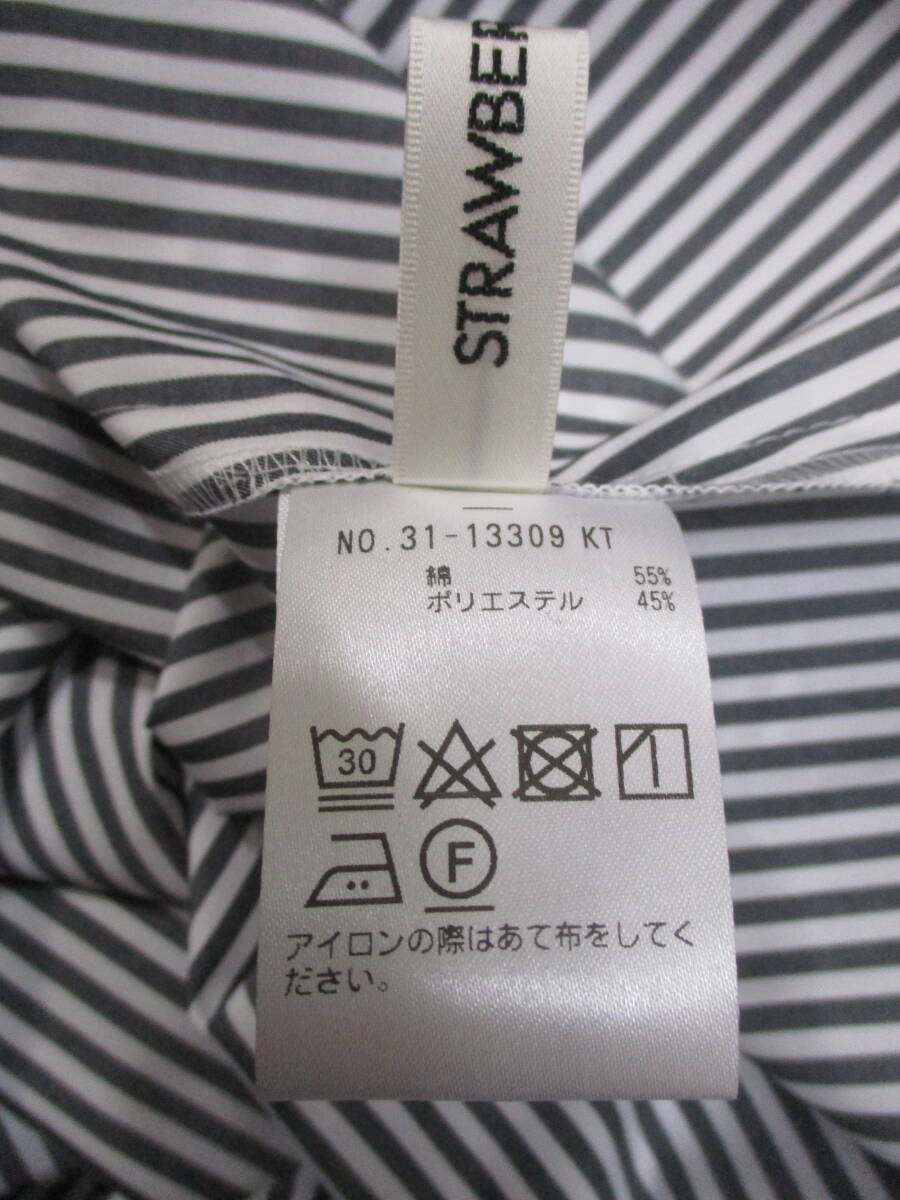 STRAWBER
NO.31-13309 KT
綿 55%
ポリエステル 45%
30
F
アイロンの際はあて布をしてく
ださい。